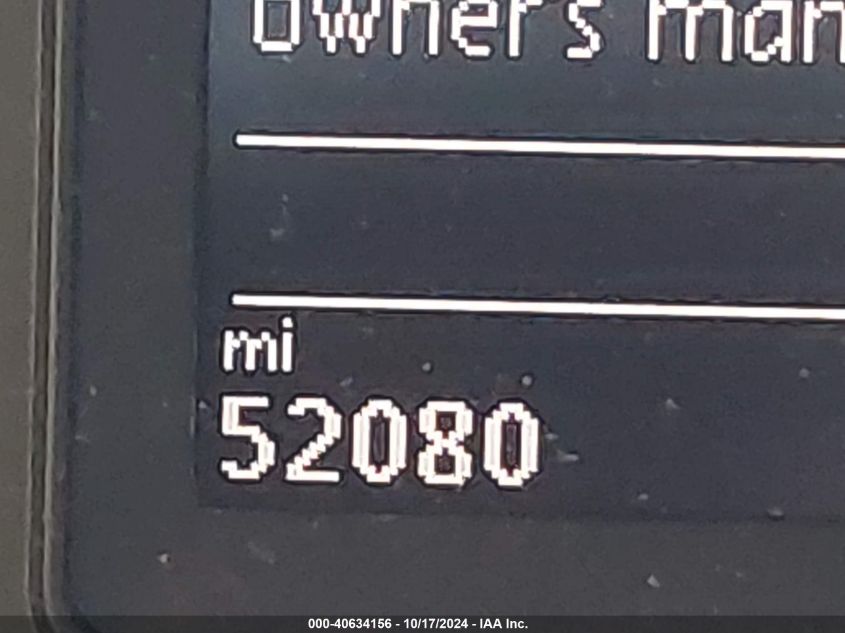 owner's man
mi
52080
000-40634156 - 10/17/2024 - IAA Inc.